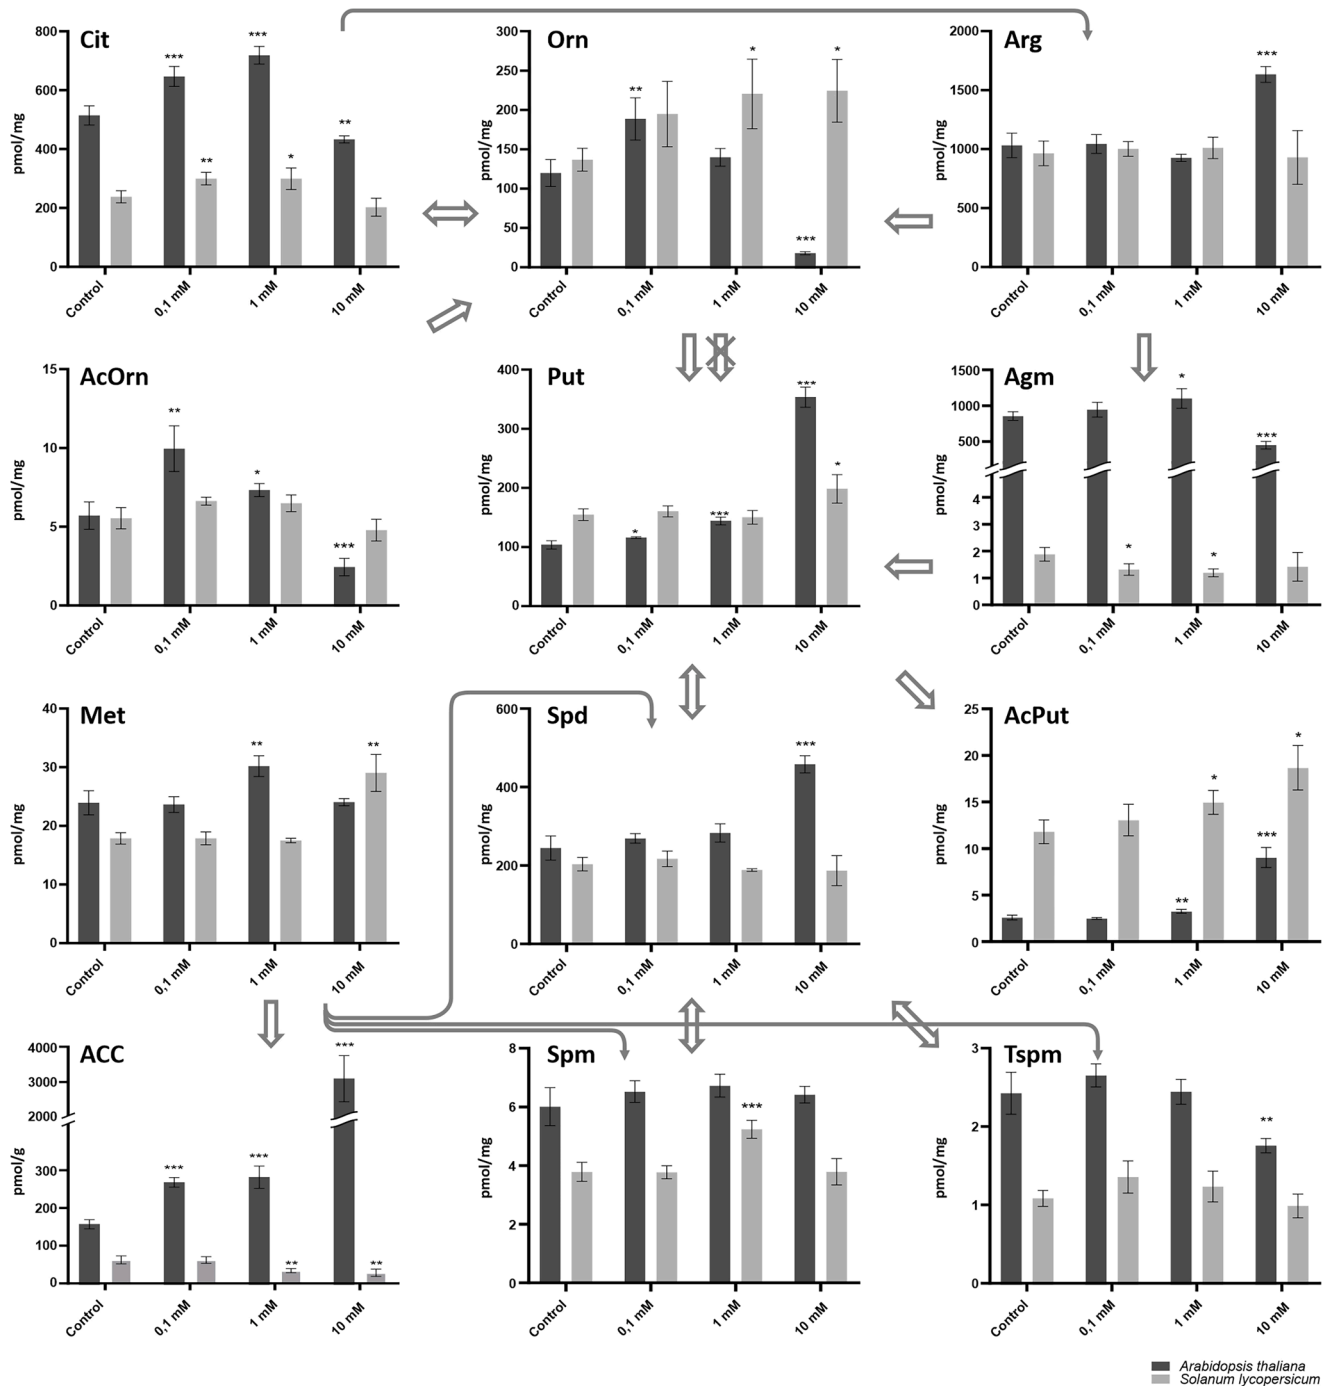 Cit
pmol/mg
800
600
400
200
0
***
***
**
**
*
Control
0,1 mM
1 mM
10 mM
Orn
pmol/mg
300
250
200
150
100
50
0
**
*
*
***
Control
0,1 mM
1 mM
10 mM
Arg
pmol/mg
2000
1500
1000
500
0
***
Control
0,1 mM
1 mM
10 mM
AcOrn
pmol/mg
15
10
5
0
**
*
***
Control
0,1 mM
1 mM
10 mM
Put
pmol/mg
400
300
200
100
0
*
***
***
*
Control
0,1 mM
1 mM
10 mM
Agm
pmol/mg
1500
1000
500
4
3
2
1
0
*
***
*
*
Control
0,1 mM
1 mM
10 mM
Met
pmol/mg
40
30
20
10
0
**
**
Control
0,1 mM
1 mM
10 mM
Spd
pmol/mg
600
400
200
0
***
Control
0,1 mM
1 mM
10 mM
AcPut
pmol/mg
25
20
15
10
5
0
**
*
***
*
Control
0,1 mM
1 mM
10 mM
ACC
pmol/g
4000
3000
2000
300
200
100
0
***
***
**
***
**
Control
0,1 mM
1 mM
10 mM
Spm
pmol/mg
8
6
4
2
0
***
Control
0,1 mM
1 mM
10 mM
Tspm
pmol/mg
3
2
1
0
**
Control
0,1 mM
1 mM
10 mM
Arabidopsis thaliana
Solanum lycopersicum